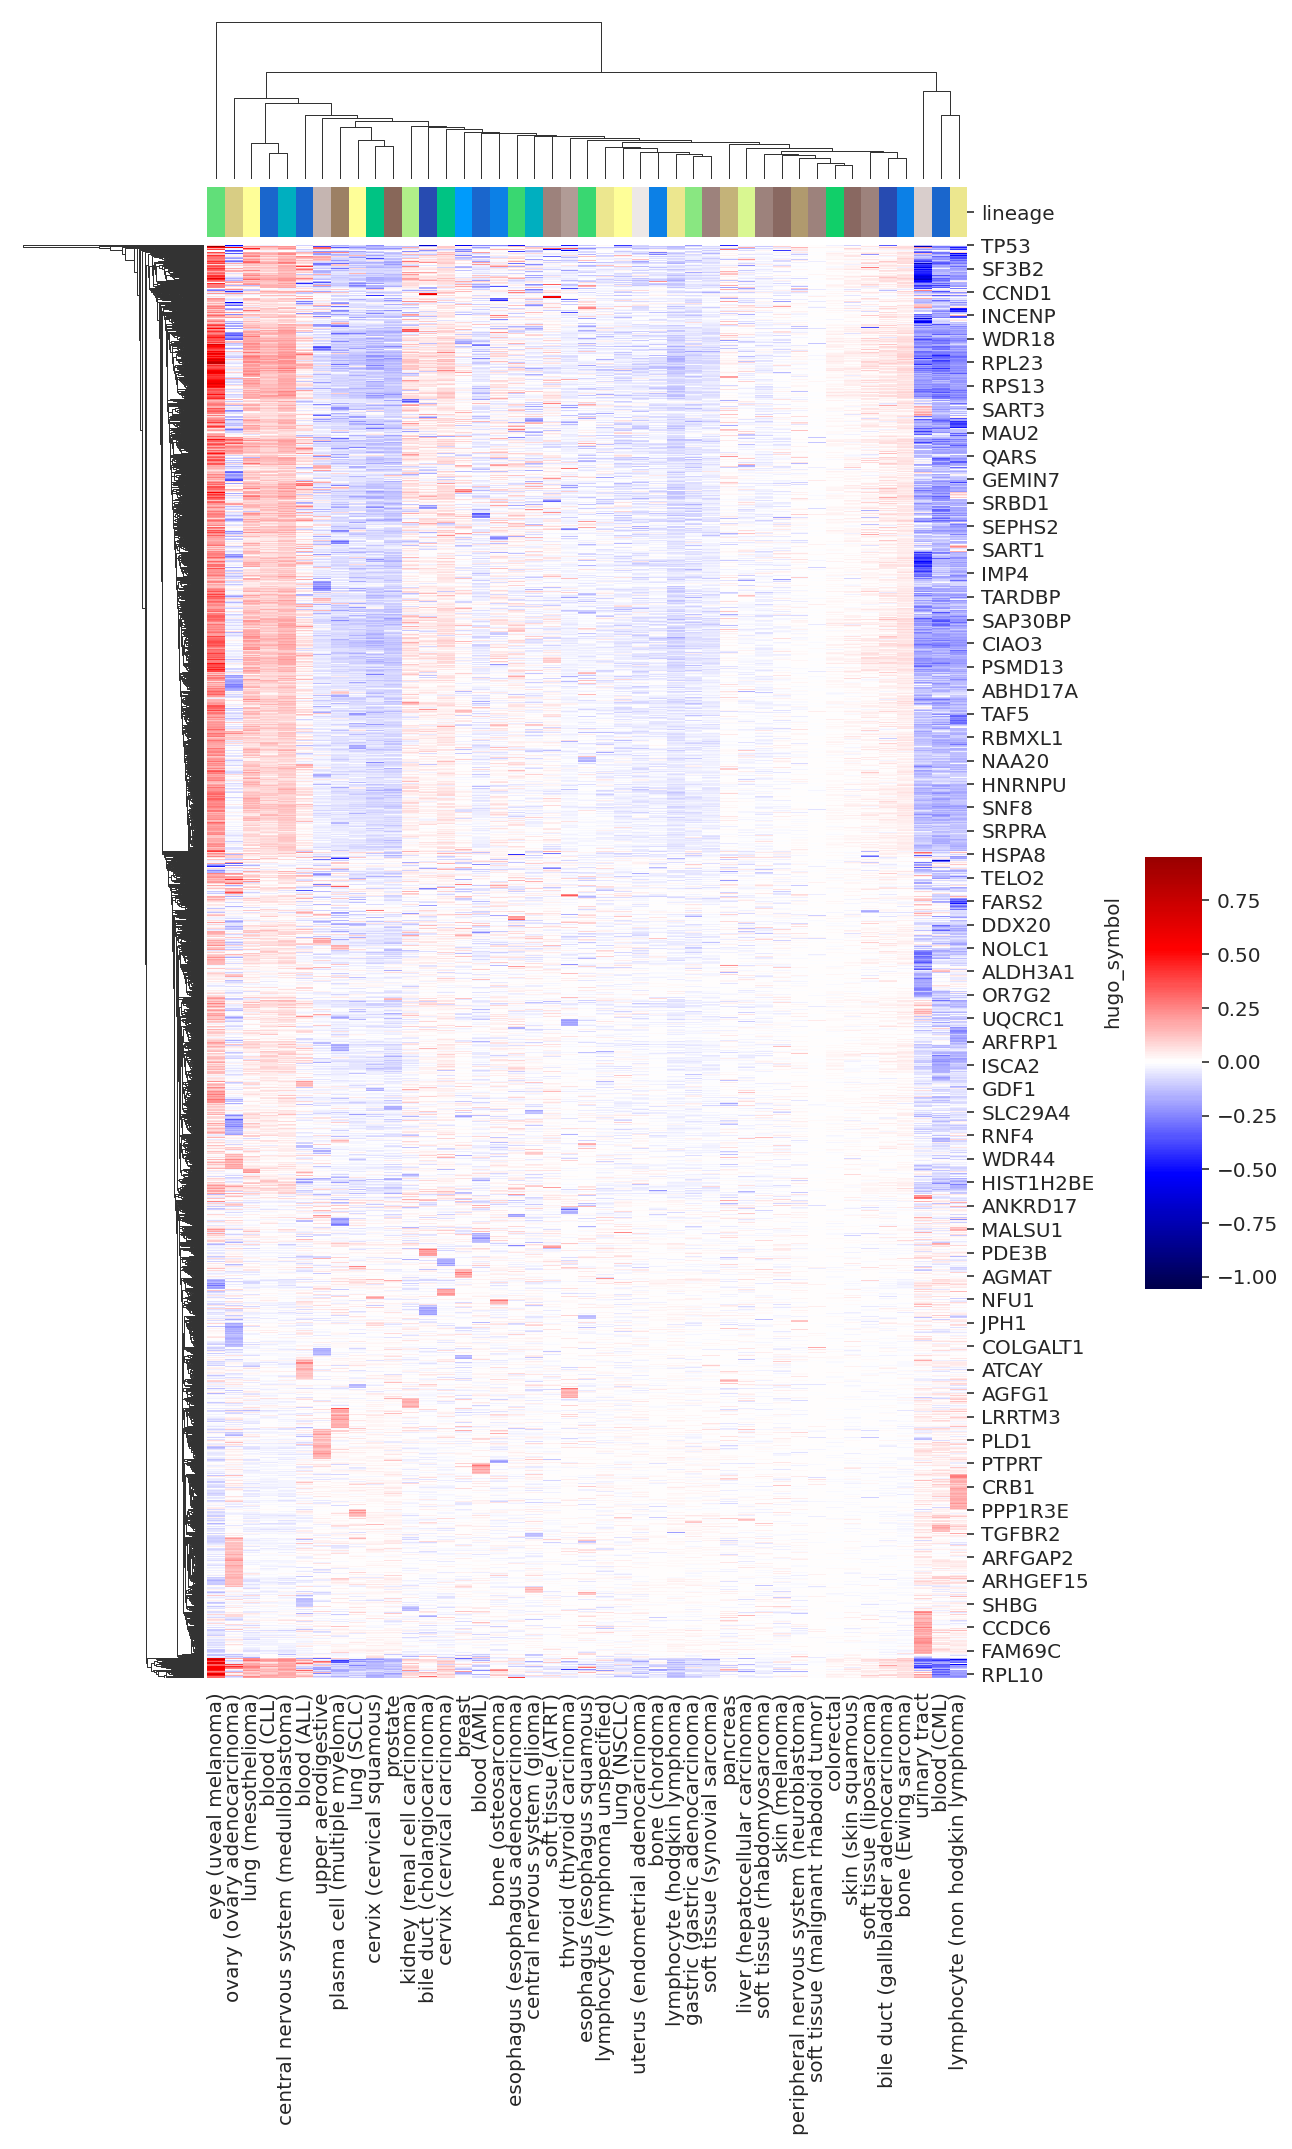 lineage
TP53
SF3B2
CCND1
INCENP
WDR18
RPL23
RPS13
SART3
MAU2
QARS
GEMIN7
SRBD1
SEPHS2
SART1
IMP4
TARDBP
SAP30BP
CIAO3
PSMD13
ABHD17A
TAF5
RBMXL1
NAA20
HNRNPU
SNF8
SRPRA
HSPA8
TELO2
FARS2
DDX20
NOLC1
ALDH3A1
OR7G2
UQCRC1
ARFRP1
ISCA2
GDF1
SLC29A4
RNF4
WDR44
HIST1H2BE
ANKRD17
MALSU1
PDE3B
AGMAT
NFU1
JPH1
COLGALT1
ATCAY
AGFG1
LRRTM3
PLD1
PTPRT
CRB1
PPP1R3E
TGFBR2
ARFGAP2
ARHGEF15
SHBG
CCDC6
FAM69C
RPL10
hugo_symbol
0.75
0.50
0.25
0.00
−0.25
−0.50
−0.75
−1.00
eye (uveal melanoma)
ovary (ovary adenocarcinoma)
lung (mesothelioma)
blood (CLL)
central nervous system (medulloblastoma)
blood (ALL)
upper aerodigestive
plasma cell (multiple myeloma)
lung (SCLC)
cervix (cervical squamous)
prostate
kidney (renal cell carcinoma)
bile duct (cholangiocarcinoma)
cervix (cervical carcinoma)
breast
blood (AML)
bone (osteosarcoma)
esophagus (esophagus adenocarcinoma)
central nervous system (glioma)
soft tissue (ATRT)
thyroid (thyroid carcinoma)
esophagus (esophagus squamous)
lymphocyte (lymphoma unspecified)
lung (NSCLC)
uterus (endometrial adenocarcinoma)
bone (chordoma)
lymphocyte (hodgkin lymphoma)
gastric (gastric adenocarcinoma)
soft tissue (synovial sarcoma)
pancreas
liver (hepatocellular carcinoma)
soft tissue (rhabdomyosarcoma)
skin (melanoma)
peripheral nervous system (neuroblastoma)
soft tissue (malignant rhabdoid tumor)
colorectal
skin (skin squamous)
soft tissue (liposarcoma)
bile duct (gallbladder adenocarcinoma)
bone (Ewing sarcoma)
urinary tract
blood (CML)
lymphocyte (non hodgkin lymphoma)